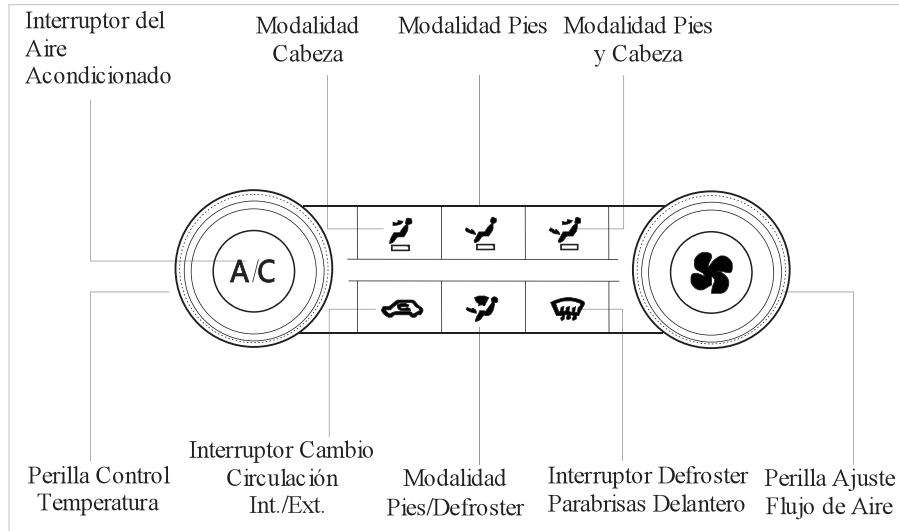 Interruptor del
Aire
Acondicionado
Modalidad
Cabeza
Modalidad Pies
Modalidad Pies
y Cabeza
A/C
Perilla Control
Temperatura
Interruptor Cambio
Circulación
Int./Ext.
Modalidad
Pies/Defroster
Interruptor Defroster
Parabrisas Delantero
Perilla Ajuste
Flujo de Aire